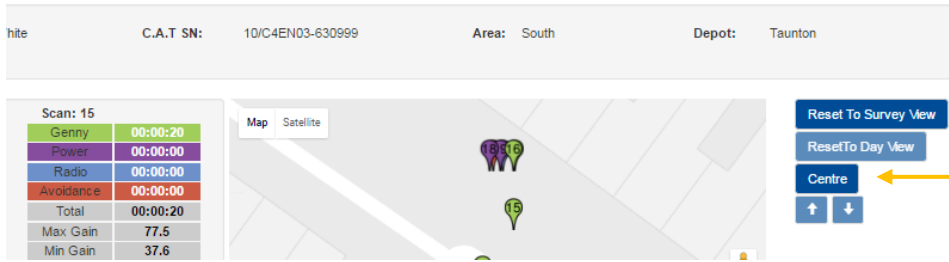 hite C.A.T SN: 10/C4EN03-630999 Area: South Depot: Taunton
Scan: 15
Genny 00:00:20
Power 00:00:00
Radio 00:00:00
Avoidance 00:00:00
Total 00:00:20
Max Gain 77.5
Min Gain 37.6
Map Satellite
18 16
15
Reset To Survey View
ResetTo Day View
Centre